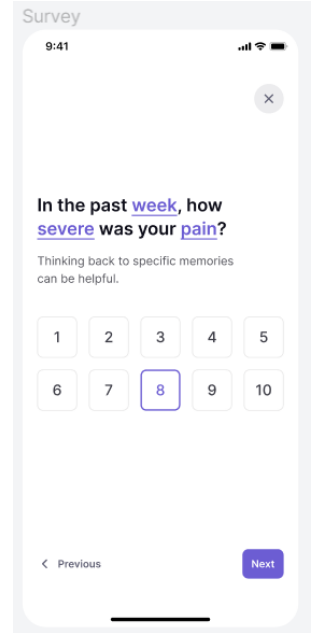 Survey
9:41
In the past week, how
severe was your pain?
Thinking back to specific memories
can be helpful.
1 2 3 4 5
6 7 8 9 10
Previous Next